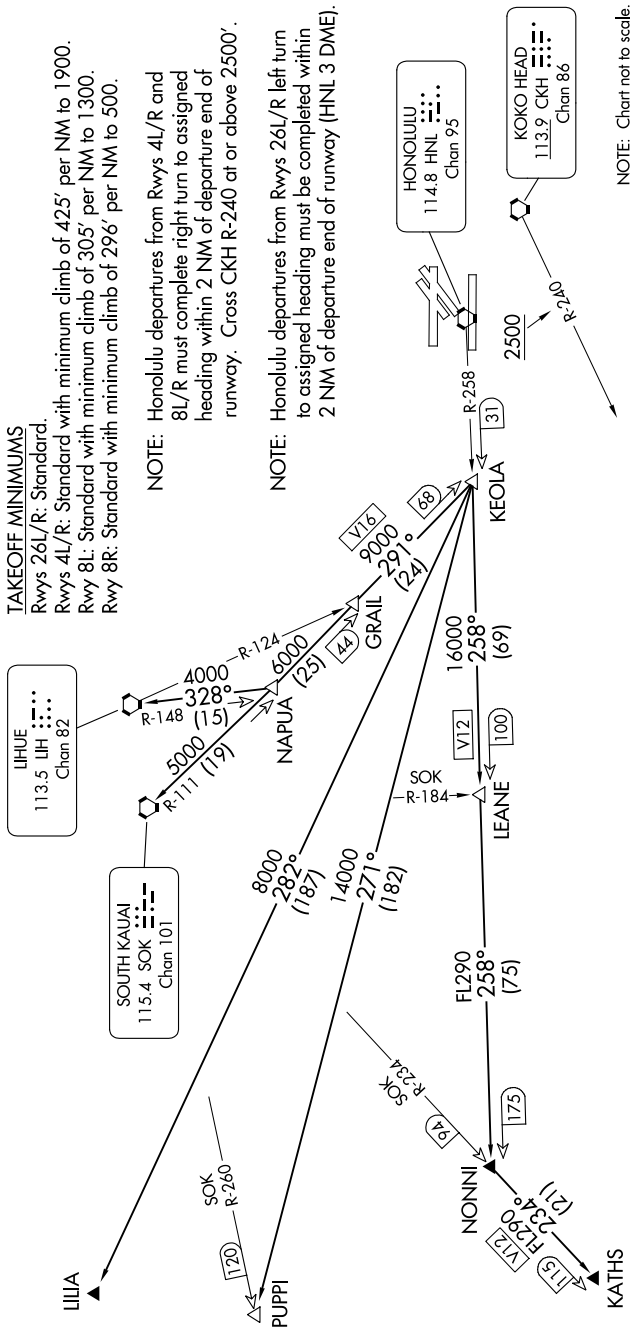 TAKEOFF MINIMUMS
Rwys 26L/R: Standard.
Rwys 4L/R: Standard with minimum climb of 425' per NM to 1900.
Rwy 8L: Standard with minimum climb of 305' per NM to 1300.
Rwy 8R: Standard with minimum climb of 296' per NM to 500.
NOTE: Honolulu departures from Rwys 4L/R and
8L/R must complete right turn to assigned
heading within 2 NM of departure end of
runway. Cross CKH R-240 at or above 2500'.
NOTE: Honolulu departures from Rwys 26L/R left turn
to assigned heading must be completed within
2 NM of departure end of runway (HNL 3 DME).
LIHUE
113.5 LIH
Chan 82
SOUTH KAUAI
115.4 SOK
Chan 101
HONOLULU
114.8 HNL
Chan 95
KOKO HEAD
113.9 CKH
Chan 86
R-240
2500
R-258
31
KEOLA
68
V16
9000
291°
(24)
GRAIL
44
R-124
6000
(25)
4000
328°
R-148
(15)
NAPUA
5000
R-111
(19)
8000
282°
(187)
14000
271°
(182)
16000
258°
(69)
V12
100
SOK
R-184
LEANE
FL290
258°
(75)
SOK
R-234
94
175
NONNI
FL290
V12
234°
(21)
115
KATHS
SOK
R-260
120
PUPPI
LILIA
NOTE: Chart not to scale.